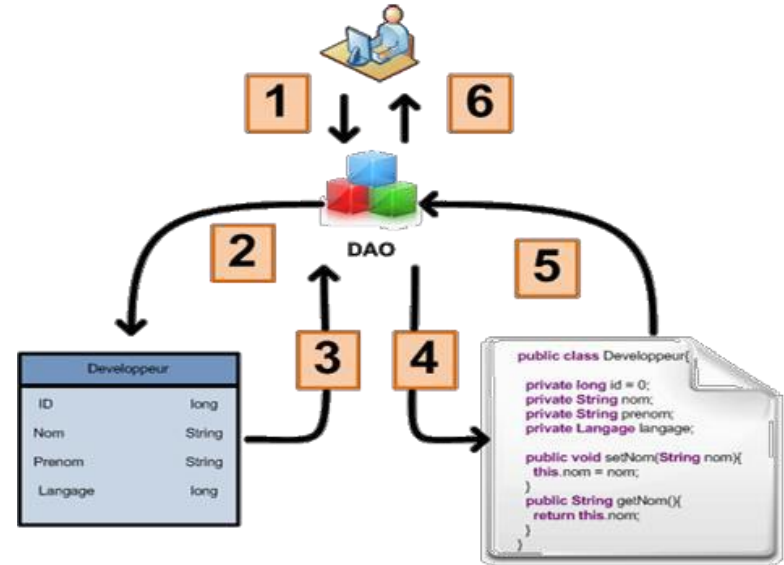 1
6
DAO
2
5
3
4
Developpeur
ID long
Nom String
Prenom String
Langage long
public class Developpeur{
private long id = 0;
private String nom;
private String prenom;
private Langage langage;
public void setNom(String nom){
this.nom = nom;
}
public String getNom(){
return this.nom;
}
}